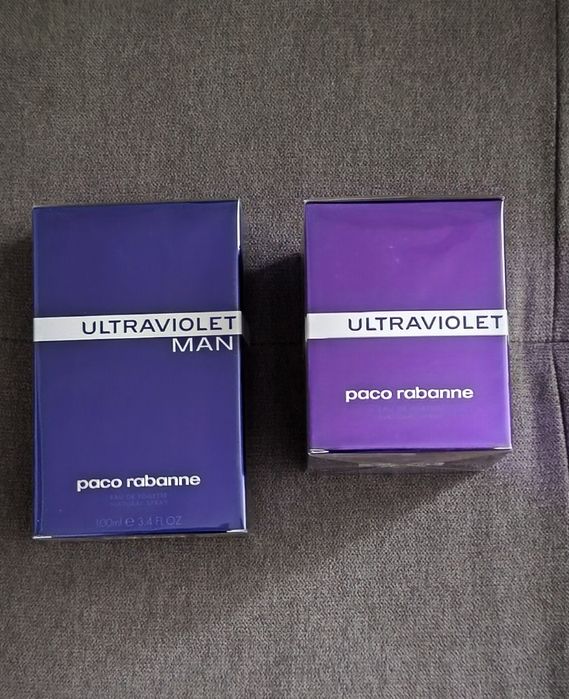 ULTRAVIOLET
MAN
paco rabanne
EAU DE TOILETTE
NATURAL SPRAY
100ml e 3.4 FL OZ
ULTRAVIOLET
paco rabanne